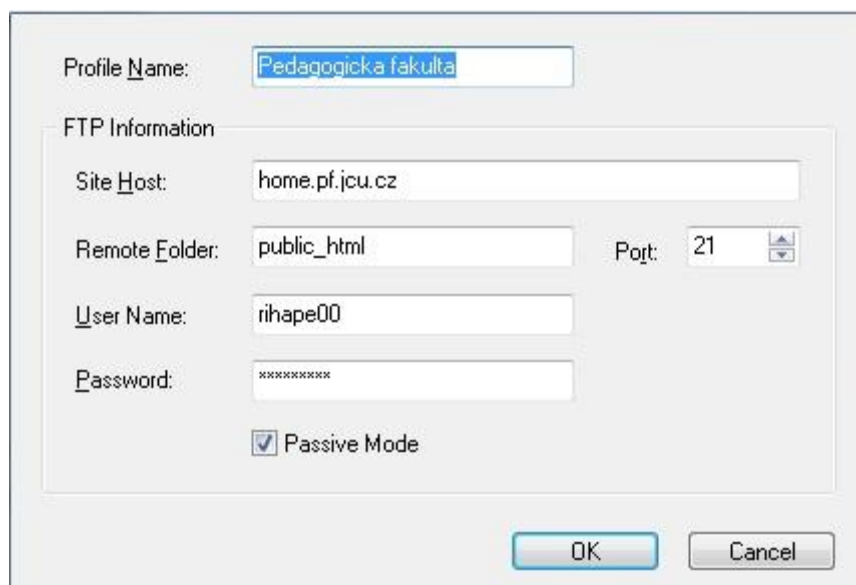 Profile Name: Pedagogicka fakulta
FTP Information
Site Host: home.pf.jcu.cz
Remote Folder: public_html Port: 21
User Name: rihape00
Password: *********
Passive Mode
OK Cancel